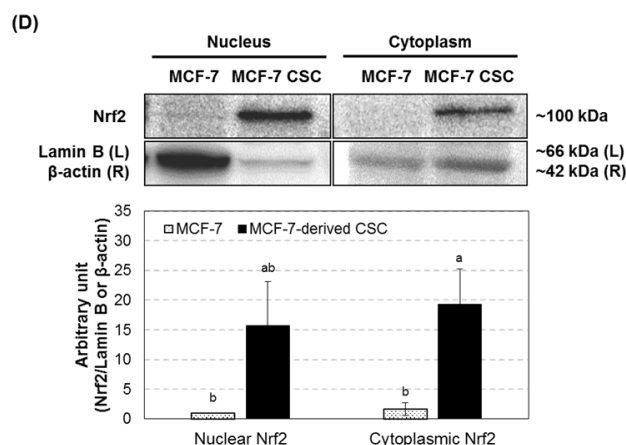 (D)
Nucleus Cytoplasm
MCF-7 MCF-7 CSC MCF-7 MCF-7 CSC
Nrf2 ~100 kDa
Lamin B (L) ~66 kDa (L)
β-actin (R) ~42 kDa (R)
Arbitrary unit
(Nrf2/Lamin B or β-actin)
35
30
25
20
15
10
5
0
MCF-7 MCF-7-derived CSC
b ab b a
Nuclear Nrf2 Cytoplasmic Nrf2